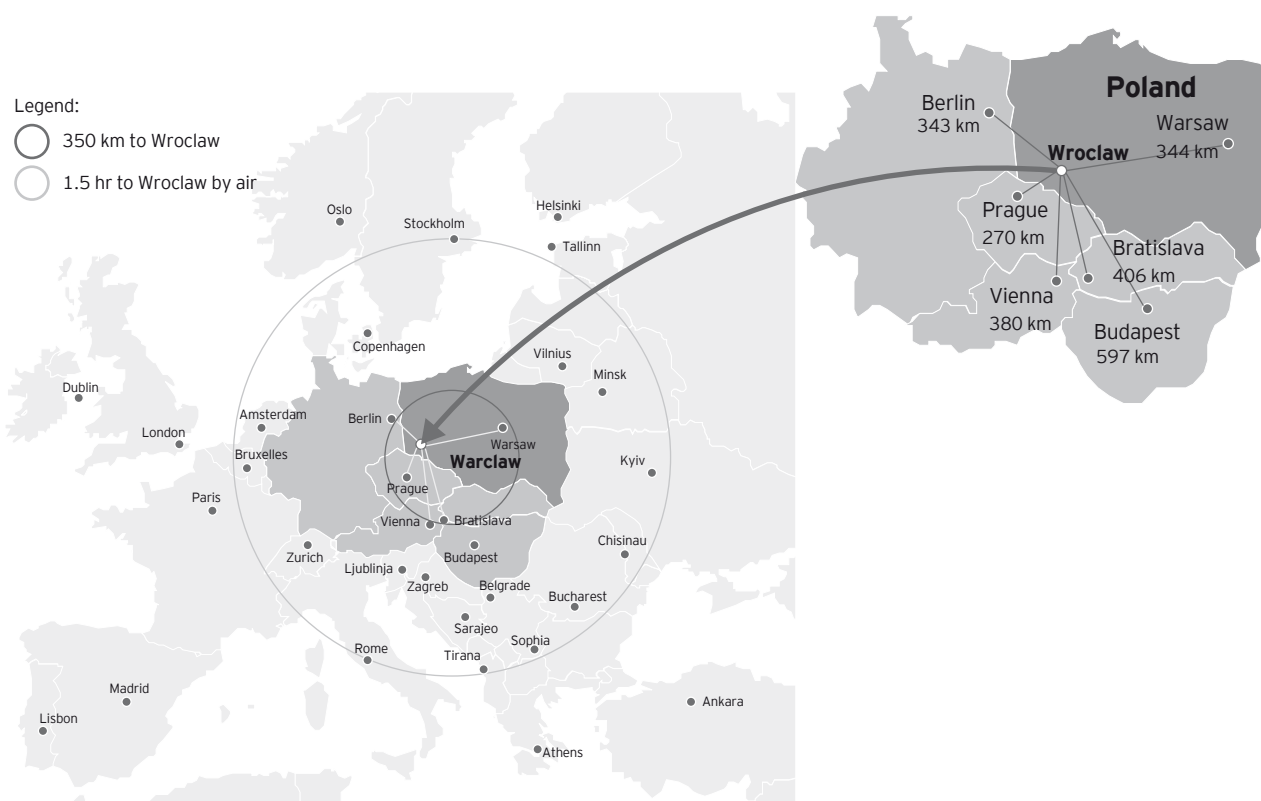 Legend:
350 km to Wroclaw
1.5 hr to Wroclaw by air
Oslo
Stockholm
Helsinki
Tallinn
Copenhagen
Vilnius
Minsk
Dublin
London
Amsterdam
Bruxelles
Paris
Berlin
Warsaw
Warclaw
Prague
Kyiv
Vienna
Bratislava
Zurich
Budapest
Chisinau
Ljublinja
Zagreb
Belgrade
Bucharest
Sarajeo
Sophia
Rome
Tirana
Madrid
Lisbon
Ankara
Athens
Poland
Berlin
343 km
Warsaw
344 km
Wroclaw
Prague
270 km
Bratislava
406 km
Vienna
380 km
Budapest
597 km